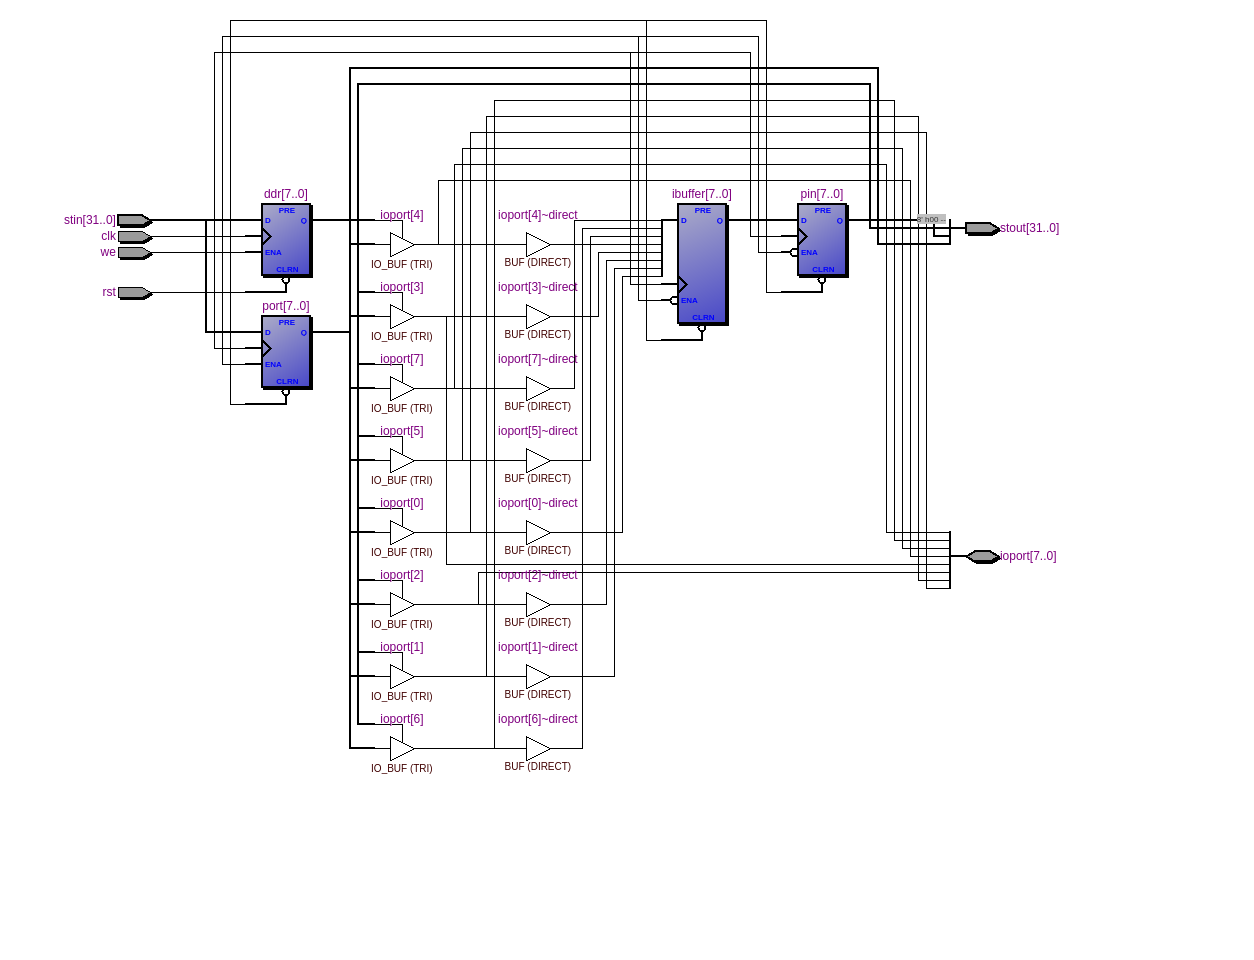 ddr[7..0]
ibuffer[7..0]
pin[7..0]
stin[31..0]
clk
we
rst
PRE
D
Q
ENA
CLRN
port[7..0]
PRE
D
Q
ENA
CLRN
PRE
D
Q
ENA
CLRN
PRE
D
Q
ENA
CLRN
8' h00 --
stout[31..0]
ioport[4]
ioport[4]~direct
IO_BUF (TRI)
BUF (DIRECT)
ioport[3]
ioport[3]~direct
IO_BUF (TRI)
BUF (DIRECT)
ioport[7]
ioport[7]~direct
IO_BUF (TRI)
BUF (DIRECT)
ioport[5]
ioport[5]~direct
IO_BUF (TRI)
BUF (DIRECT)
ioport[0]
ioport[0]~direct
IO_BUF (TRI)
BUF (DIRECT)
ioport[7..0]
ioport[2]
ioport[2]~direct
IO_BUF (TRI)
BUF (DIRECT)
ioport[1]
ioport[1]~direct
IO_BUF (TRI)
BUF (DIRECT)
ioport[6]
ioport[6]~direct
IO_BUF (TRI)
BUF (DIRECT)